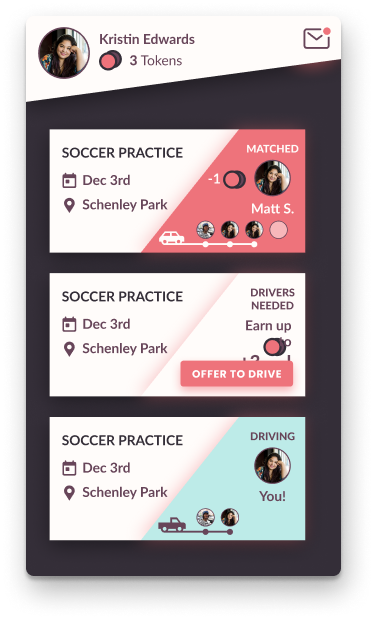 Kristin Edwards
3 Tokens
SOCCER PRACTICE
MATCHED
Dec 3rd
-1
Schenley Park
Matt S.
SOCCER PRACTICE
DRIVERS
NEEDED
Dec 3rd
Earn up
Schenley Park
to
OFFER TO DRIVE
SOCCER PRACTICE
DRIVING
Dec 3rd
Schenley Park
You!